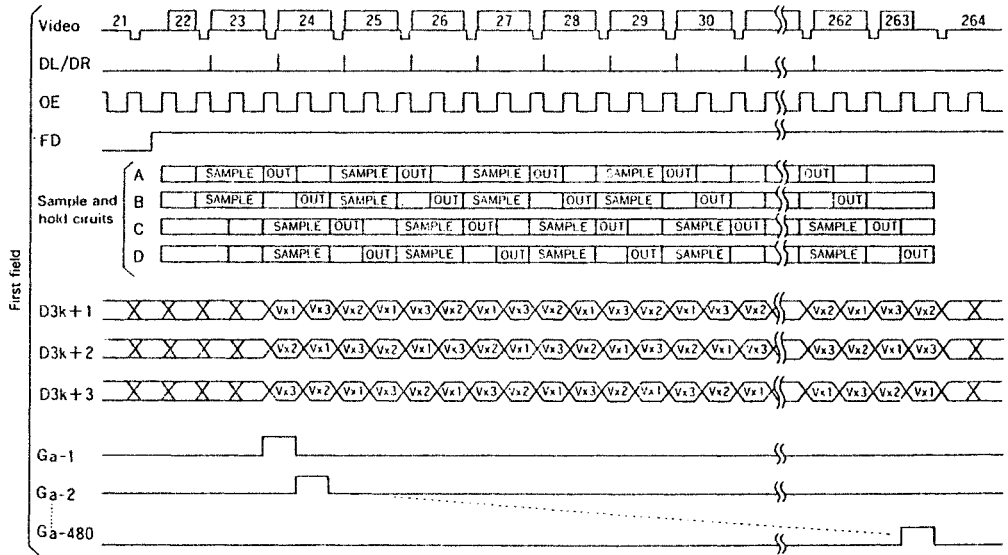 Video 21 22 23 24 25 26 27 28 29 30 262 263 264
DL/DR
OE
FD
First field
Sample and
hold ciruits
A SAMPLE OUT SAMPLE OUT SAMPLE OUT SAMPLE OUT OUT
B SAMPLE OUT SAMPLE OUT SAMPLE OUT SAMPLE OUT OUT
C SAMPLE OUT SAMPLE OUT SAMPLE OUT SAMPLE OUT SAMPLE OUT
D SAMPLE OUT SAMPLE OUT SAMPLE OUT SAMPLE SAMPLE OUT
D3k+1 Vx1 Vx3 Vx2 Vx1 Vx3 Vx2 Vx1 Vx3 Vx2 Vx1 Vx3 Vx2 Vx1 Vx3 Vx2 Vx2 Vx1 Vx3 Vx2
D3k+2 Vx2 Vx1 Vx3 Vx2 Vx1 Vx3 Vx2 Vx1 Vx3 Vx2 Vx1 Vx3 Vx2 Vx1 Vx3 Vx3 Vx2 Vx1 Vx3
D3k+3 Vx3 Vx2 Vx1 Vx3 Vx2 Vx1 Vx3 Vx2 Vx1 Vx3 Vx2 Vx1 Vx3 Vx2 Vx1 Vx1 Vx3 Vx2 Vx1
Ga-1
Ga-2
Ga-480